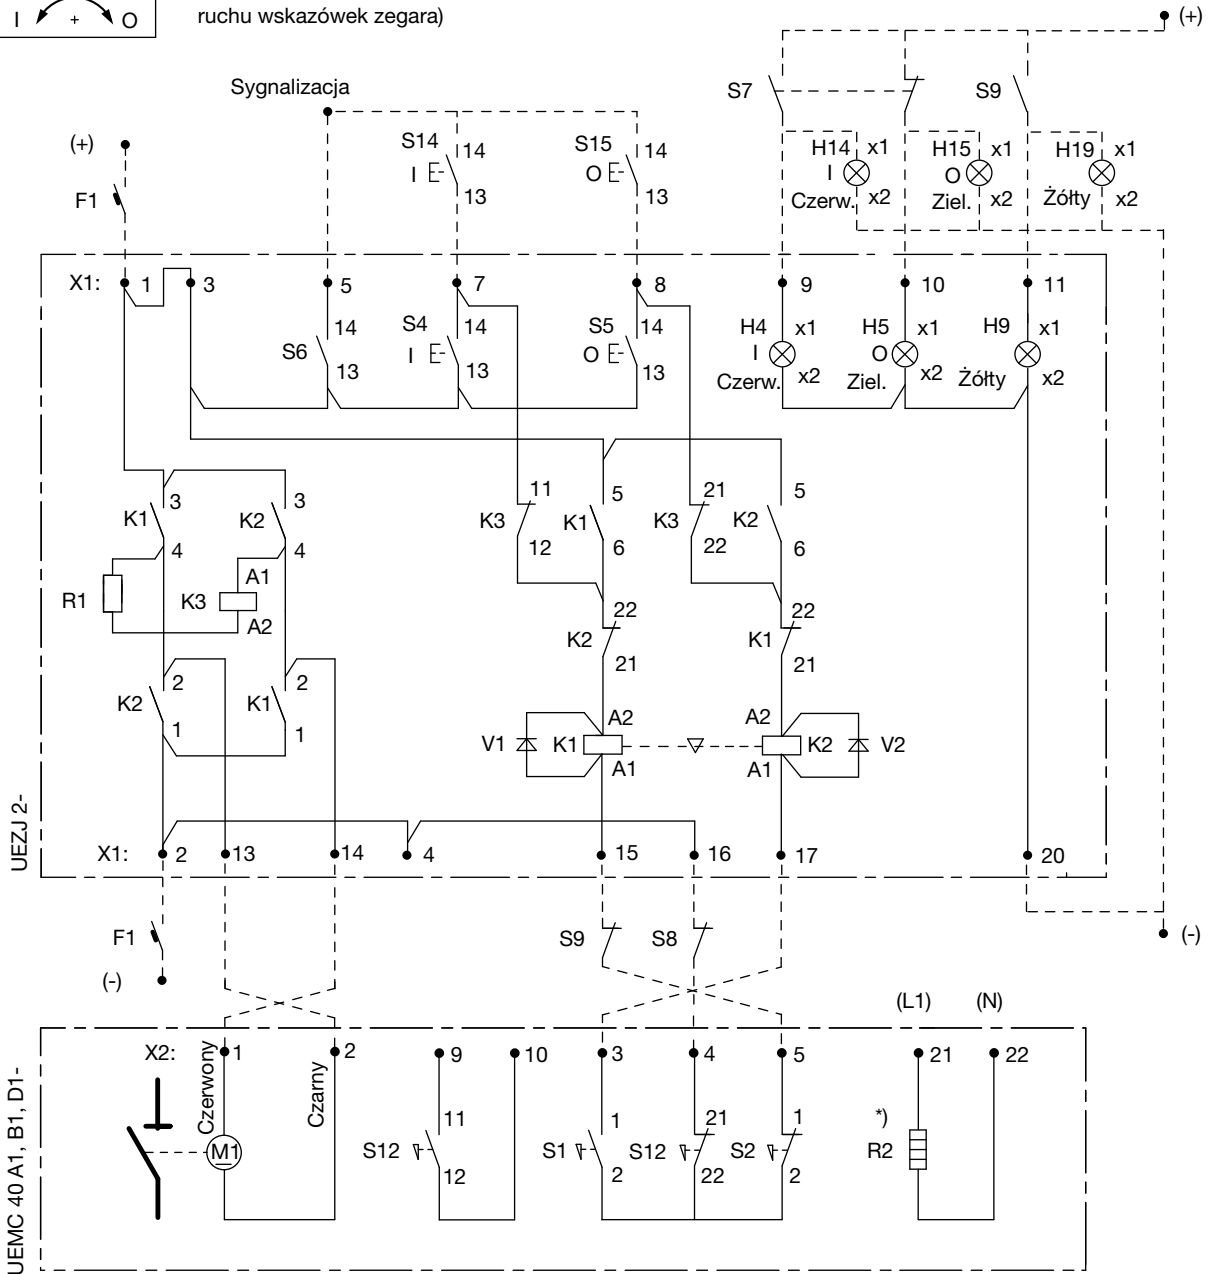 I + O
ruchu wskazówek zegara)
(+)
Sygnalizacja
S7
S9
(+)
S14
14
I
13
S15
14
O
13
H14
x1
I
Czerw.
x2
H15
x1
O
Ziel.
x2
H19
x1
Żółty
x2
F1
X1:
1
3
5
7
8
9
10
11
S6
14
13
S4
14
I
13
S5
14
O
13
H4
x1
I
Czerw.
x2
H5
x1
O
Ziel.
x2
H9
x1
Żółty
x2
K1
3
4
K2
3
4
K3
11
12
K1
5
6
K3
21
22
K2
5
6
R1
K3
A1
A2
K2
22
21
K1
22
21
K2
2
1
K1
2
1
V1
K1
A2
A1
A2
A1
K2
V2
UEZJ 2-
X1:
2
13
14
4
15
16
17
20
F1
(-)
S9
S8
(-)
(L1)
(N)
UEMC 40 A1, B1, D1-
X2:
Czerwony
1
Czarny
2
9
10
3
4
5
21
22
M1
S12
11
12
S1
1
2
S12
21
22
S2
1
2
*)
R2